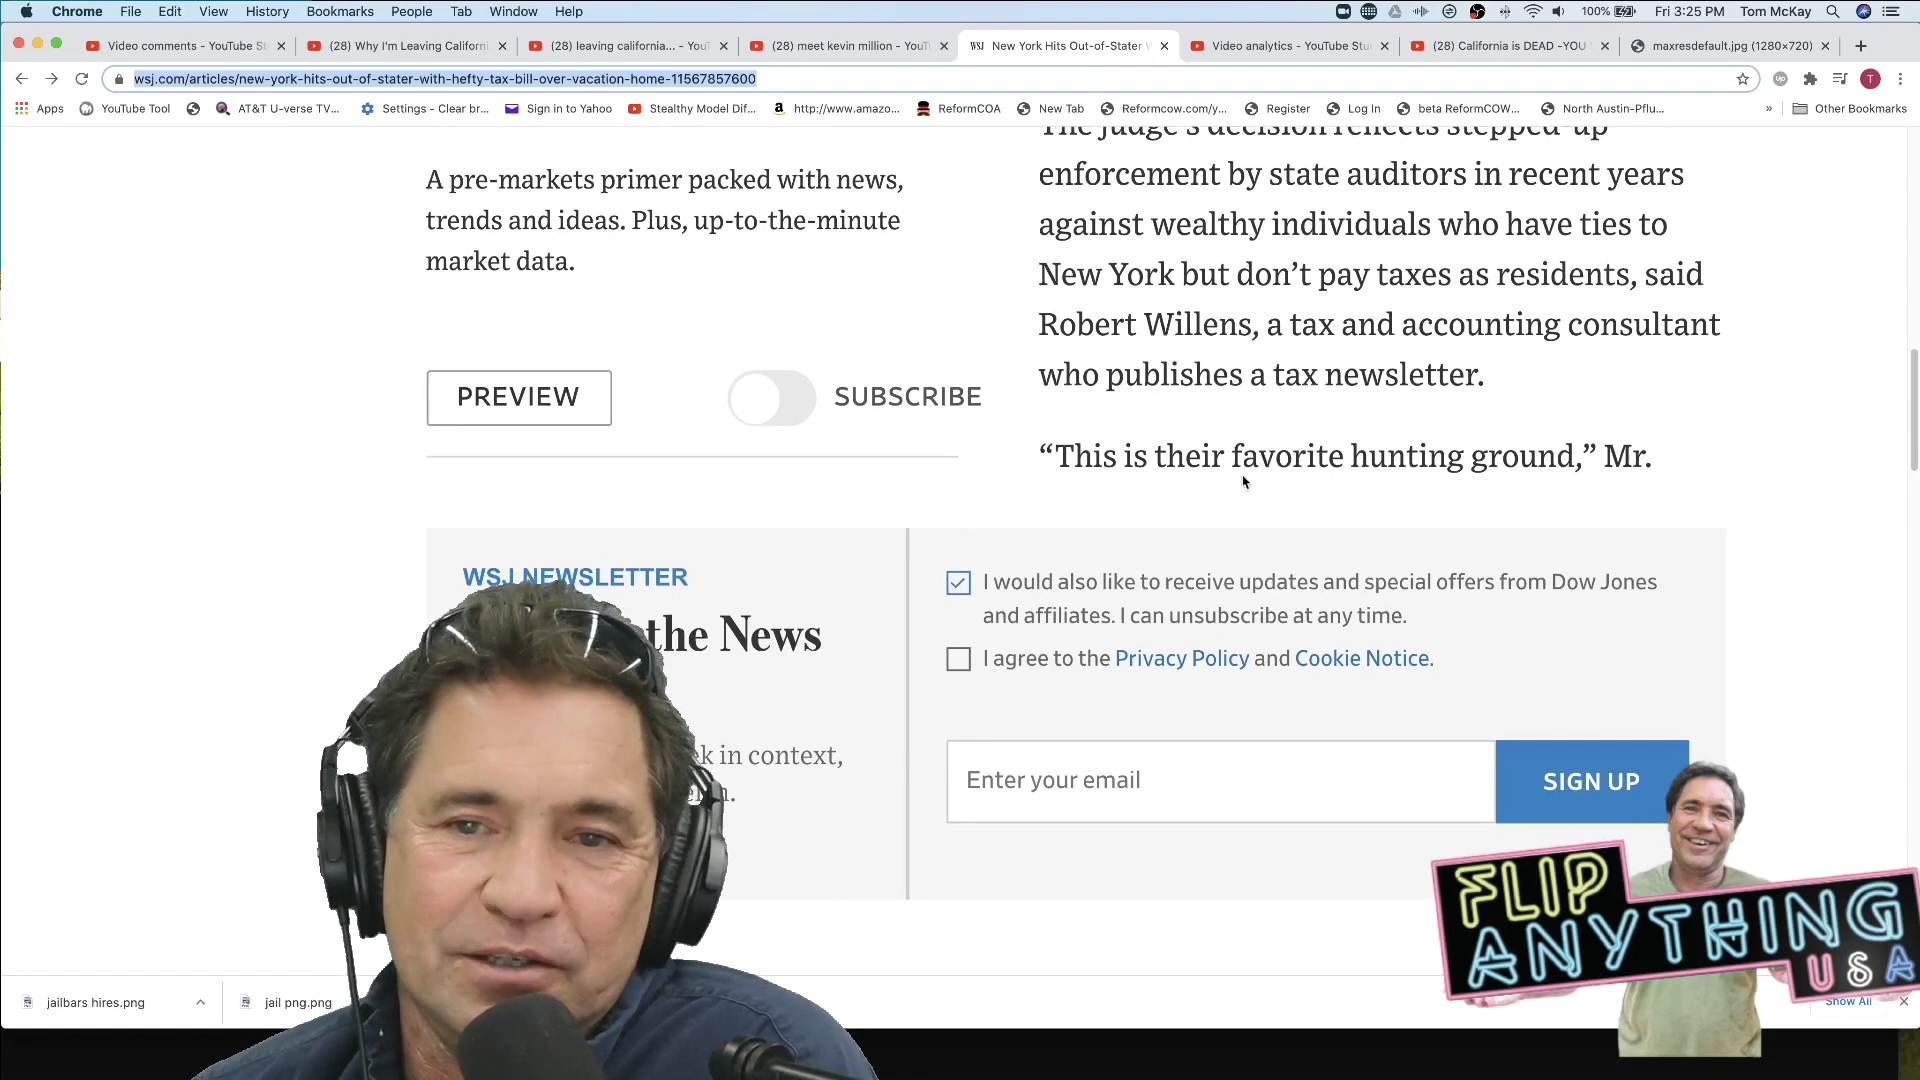 Chrome File Edit View History Bookmarks People Tab Window Help
100% Fri 3:25 PM Tom McKay
Video comments - YouTube St
(28) Why I'm Leaving Californi
(28) leaving california... - YouT
(28) meet kevin million - YouTu
WSJ New York Hits Out-of-Stater W
Video analytics - YouTube Stu
(28) California is DEAD -YOU
maxresdefault.jpg (1280×720)
wsj.com/articles/new-york-hits-out-of-stater-with-hefty-tax-bill-over-vacation-home-11567857600
T
Apps YouTube Tool AT&T U-verse TV... Settings - Clear br... Sign in to Yahoo Stealthy Model Dif... http://www.amazo... ReformCOA New Tab Reformcow.com/y... Register Log In beta ReformCOW... North Austin-Pflu... » Other Bookmarks
A pre-markets primer packed with news,
trends and ideas. Plus, up-to-the-minute
market data.
PREVIEW SUBSCRIBE
The judge's decision reflects stepped-up
enforcement by state auditors in recent years
against wealthy individuals who have ties to
New York but don’t pay taxes as residents, said
Robert Willens, a tax and accounting consultant
who publishes a tax newsletter.
“This is their favorite hunting ground,” Mr.
WSJ NEWSLETTER
the News
k in context,
I would also like to receive updates and special offers from Dow Jones
and affiliates. I can unsubscribe at any time.
I agree to the Privacy Policy and Cookie Notice.
Enter your email
SIGN UP
FLIP
ANYTHING
USA
jailbars hires.png
jail png.png
Show All